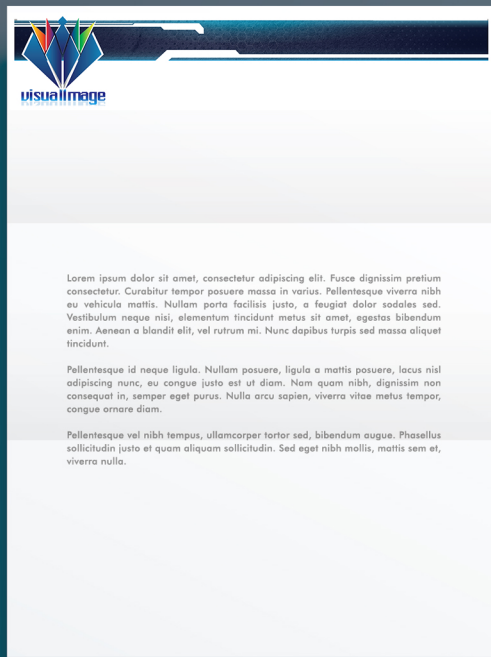 visualImage
Lorem ipsum dolor sit amet, consectetur adipiscing elit. Fusce dignissim pretium
consectetur. Curabitur tempor posuere massa in varius. Pellentesque viverra nibh
eu vehicula mattis. Nullam porta facilisis justo, a feugiat dolor sodales sed.
Vestibulum neque nisi, elementum tincidunt metus sit amet, egestas bibendum
enim. Aenean a blandit elit, vel rutrum mi. Nunc dapibus turpis sed massa aliquet
tincidunt.
Pellentesque id neque ligula. Nullam posuere, ligula a mattis posuere, lacus nisl
adipiscing nunc, eu congue justo est ut diam. Nam quam nibh, dignissim non
consequat in, semper eget purus. Nulla arcu sapien, viverra vitae metus tempor,
congue ornare diam.
Pellentesque vel nibh tempus, ullamcorper tortor sed, bibendum augue. Phasellus
sollicitudin justo et quam aliquam sollicitudin. Sed eget nibh mollis, mattis sem et,
viverra nulla.